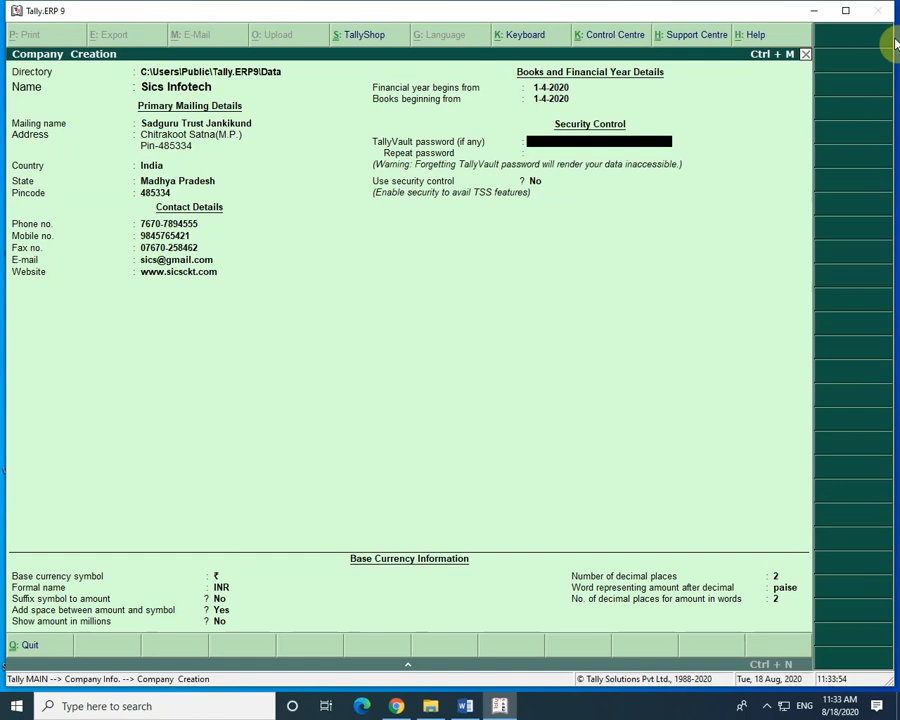 Tally.ERP 9
P: Print E: Export M: E-Mail O: Upload S: TallyShop G: Language K: Keyboard K: Control Centre H: Support Centre H: Help
Company Creation Ctrl + M
Directory : C:\Users\Public\Tally.ERP9\Data
Name : Sics Infotech
Primary Mailing Details
Mailing name : Sadguru Trust Jankikund
Address : Chitrakoot Satna(M.P.)
Pin-485334
Country : India
State : Madhya Pradesh
Pincode : 485334
Contact Details
Phone no. : 7670-7894555
Mobile no. : 9845765421
Fax no. : 07670-258462
E-mail : sics@gmail.com
Website : www.sicsckt.com
Books and Financial Year Details
Financial year begins from : 1-4-2020
Books beginning from : 1-4-2020
Security Control
TallyVault password (if any) :
Repeat password :
(Warning: Forgetting TallyVault password will render your data inaccessible.)
Use security control ? No
(Enable security to avail TSS features)
Base Currency Information
Base currency symbol : ₹
Formal name : INR
Suffix symbol to amount ? No
Add space between amount and symbol ? Yes
Show amount in millions ? No
Number of decimal places : 2
Word representing amount after decimal : paise
No. of decimal places for amount in words : 2
Q: Quit
Ctrl + N
Tally MAIN --> Company Info. --> Company Creation © Tally Solutions Pvt Ltd., 1988-2020 Tue, 18 Aug, 2020 11:33:54
Type here to search ENG 11:33 AM
8/18/2020